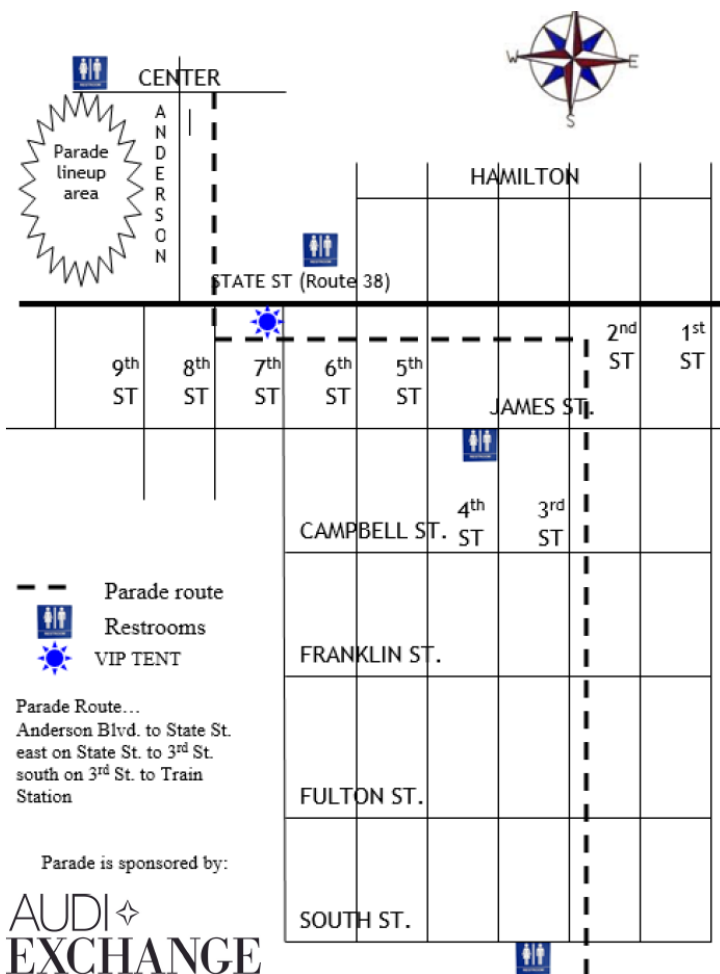 W
E
S
CENTER
ANDERSON
Parade
lineup
area
HAMILTON
STATE ST (Route 38)
9th
ST
8th
ST
7th
ST
6th
ST
5th
ST
2nd
ST
1st
ST
JAMES ST.
4th
ST
3rd
ST
CAMPBELL ST.
FRANKLIN ST.
FULTON ST.
SOUTH ST.
Parade route
Restrooms
VIP TENT
Parade Route...
Anderson Blvd. to State St.
east on State St. to 3rd St.
south on 3rd St. to Train
Station
Parade is sponsored by:
AUDI
EXCHANGE